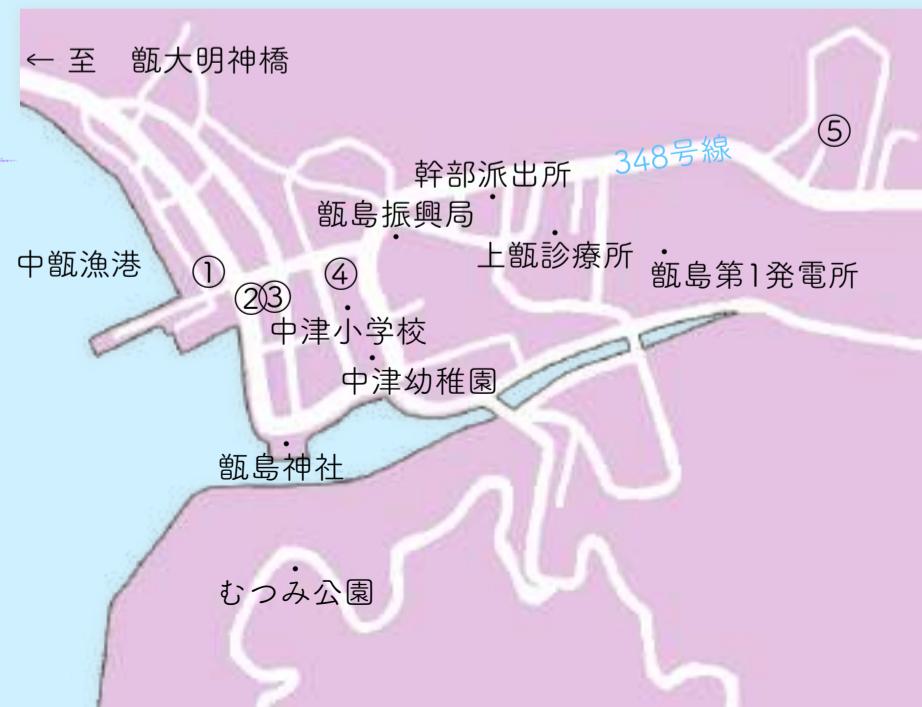 ← 至　甑大明神橋
⑤
348号線
幹部派出所
甑島振興局
上甑診療所
中甑漁港
①
④
甑島第1発電所
②③
中津小学校
中津幼稚園
甑島神社
むつみ公園